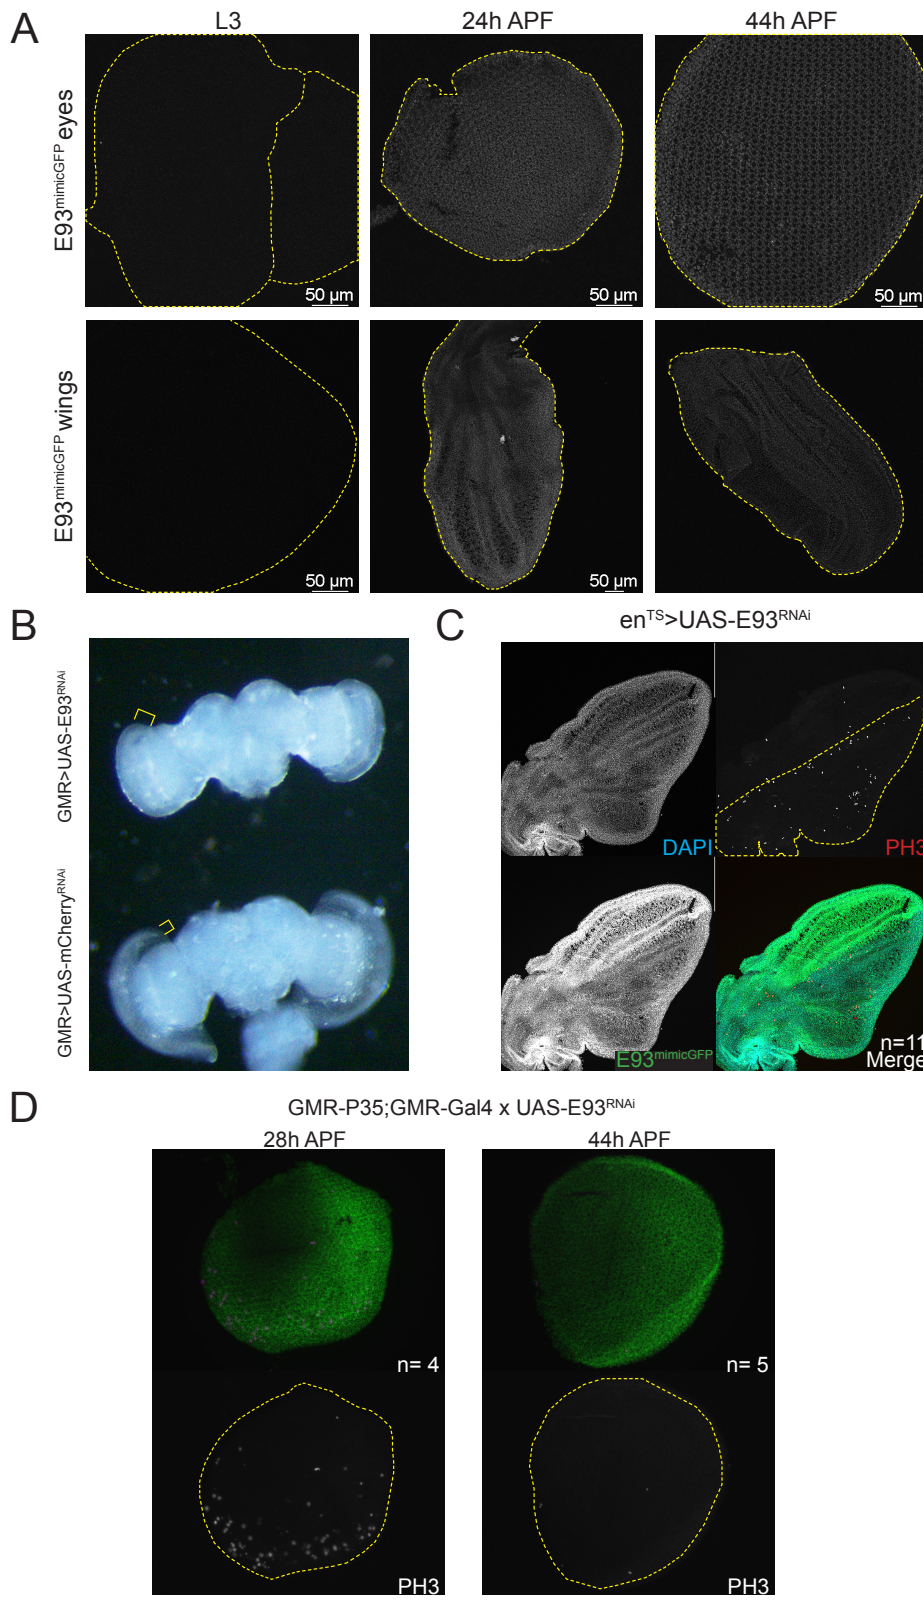 A
L3
24h APF
44h APF
E93mimicGFP eyes
50 µm
50 µm
50 µm
E93mimicGFP wings
50 µm
50 µm
50 µm
B
GMR>UAS-E93RNAi
GMR>UAS-mCherryRNAi
C
enTS>UAS-E93RNAi
DAPI
PH3
E93mimicGFP
n=11
Merge
D
GMR-P35;GMR-Gal4 x UAS-E93RNAi
28h APF
44h APF
n= 4
n= 5
PH3
PH3